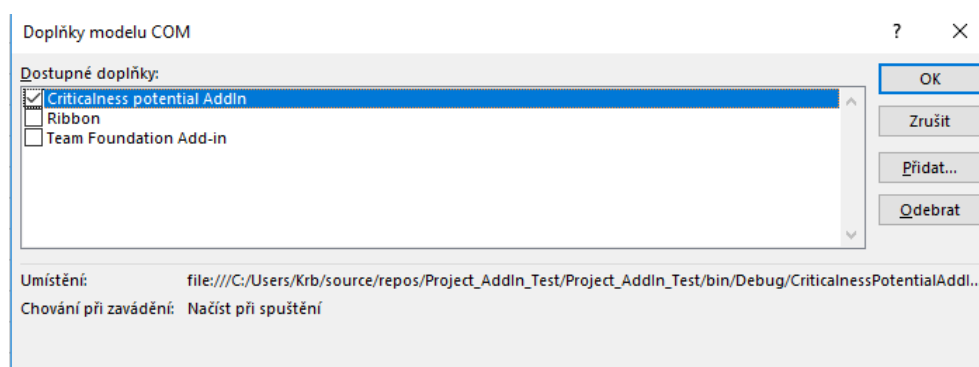 Doplňky modelu COM
?
Dostupné doplňky:
Criticalness potential AddIn
Ribbon
Team Foundation Add-in
OK
Zrušit
Přidat...
Odebrat
Umístění: file:///C:/Users/Krb/source/repos/Project_AddIn_Test/Project_AddIn_Test/bin/Debug/CriticalnessPotentialAddI...
Chování při zavádění: Načíst při spuštění